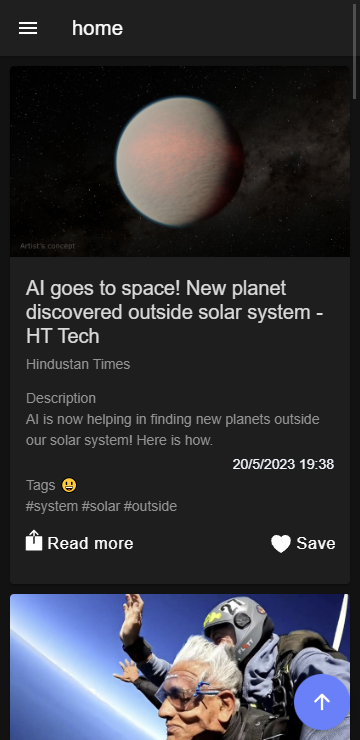 home
Artist's concept
AI goes to space! New planet
discovered outside solar system -
HT Tech
Hindustan Times
Description
AI is now helping in finding new planets outside
our solar system! Here is how.
20/5/2023 19:38
Tags 😀
#system #solar #outside
Read more
Save
21